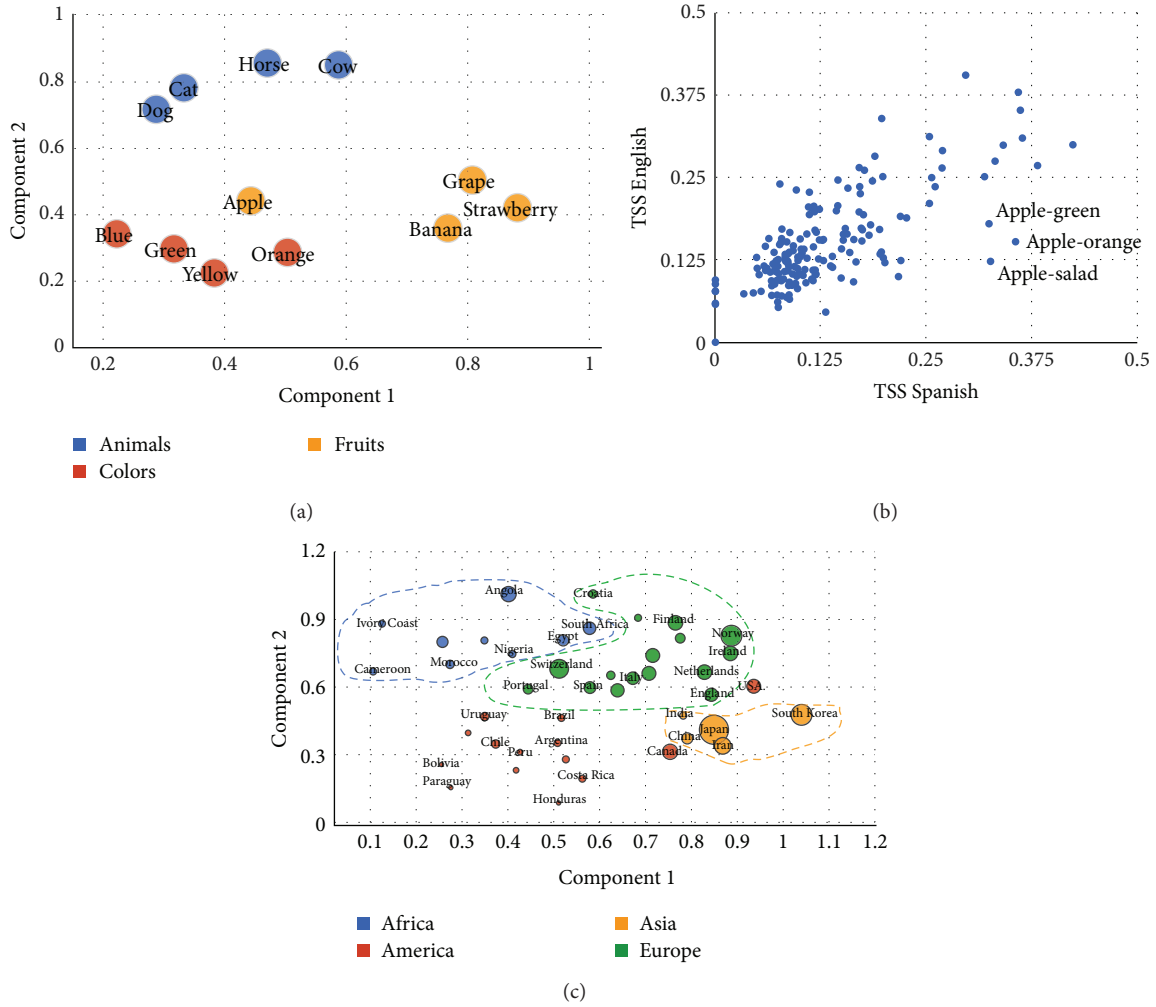 1
0.8
0.6
0.4
0.2
0
Component 2
Horse
Cow
Cat
Dog
Grape
Apple
Strawberry
Banana
Blue
Green
Orange
Yellow
0.2
0.4
0.6
0.8
1
Component 1
Animals
Fruits
Colors
(a)
0.5
0.375
0.25
0.125
0
TSS English
Apple-green
Apple-orange
Apple-salad
0
0.125
0.25
0.375
0.5
TSS Spanish
(b)
1.2
0.9
0.6
0.3
0
Component 2
Angola
Croatia
Ivory Coast
South Africa
Finland
Egypt
Norway
Nigeria
Ireland
Morocco
Cameroon
Switzerland
Italy
Netherlands
Portugal
Spain
England
USA.
Uruguay
Brazil
India
South Korea
Japan
China
Chile
Argentina
Peru
Canada
Iran
Bolivia
Paraguay
Costa Rica
Honduras
0.1
0.2
0.3
0.4
0.5
0.6
0.7
0.8
0.9
1
1.1
1.2
Component 1
Africa
Asia
America
Europe
(c)